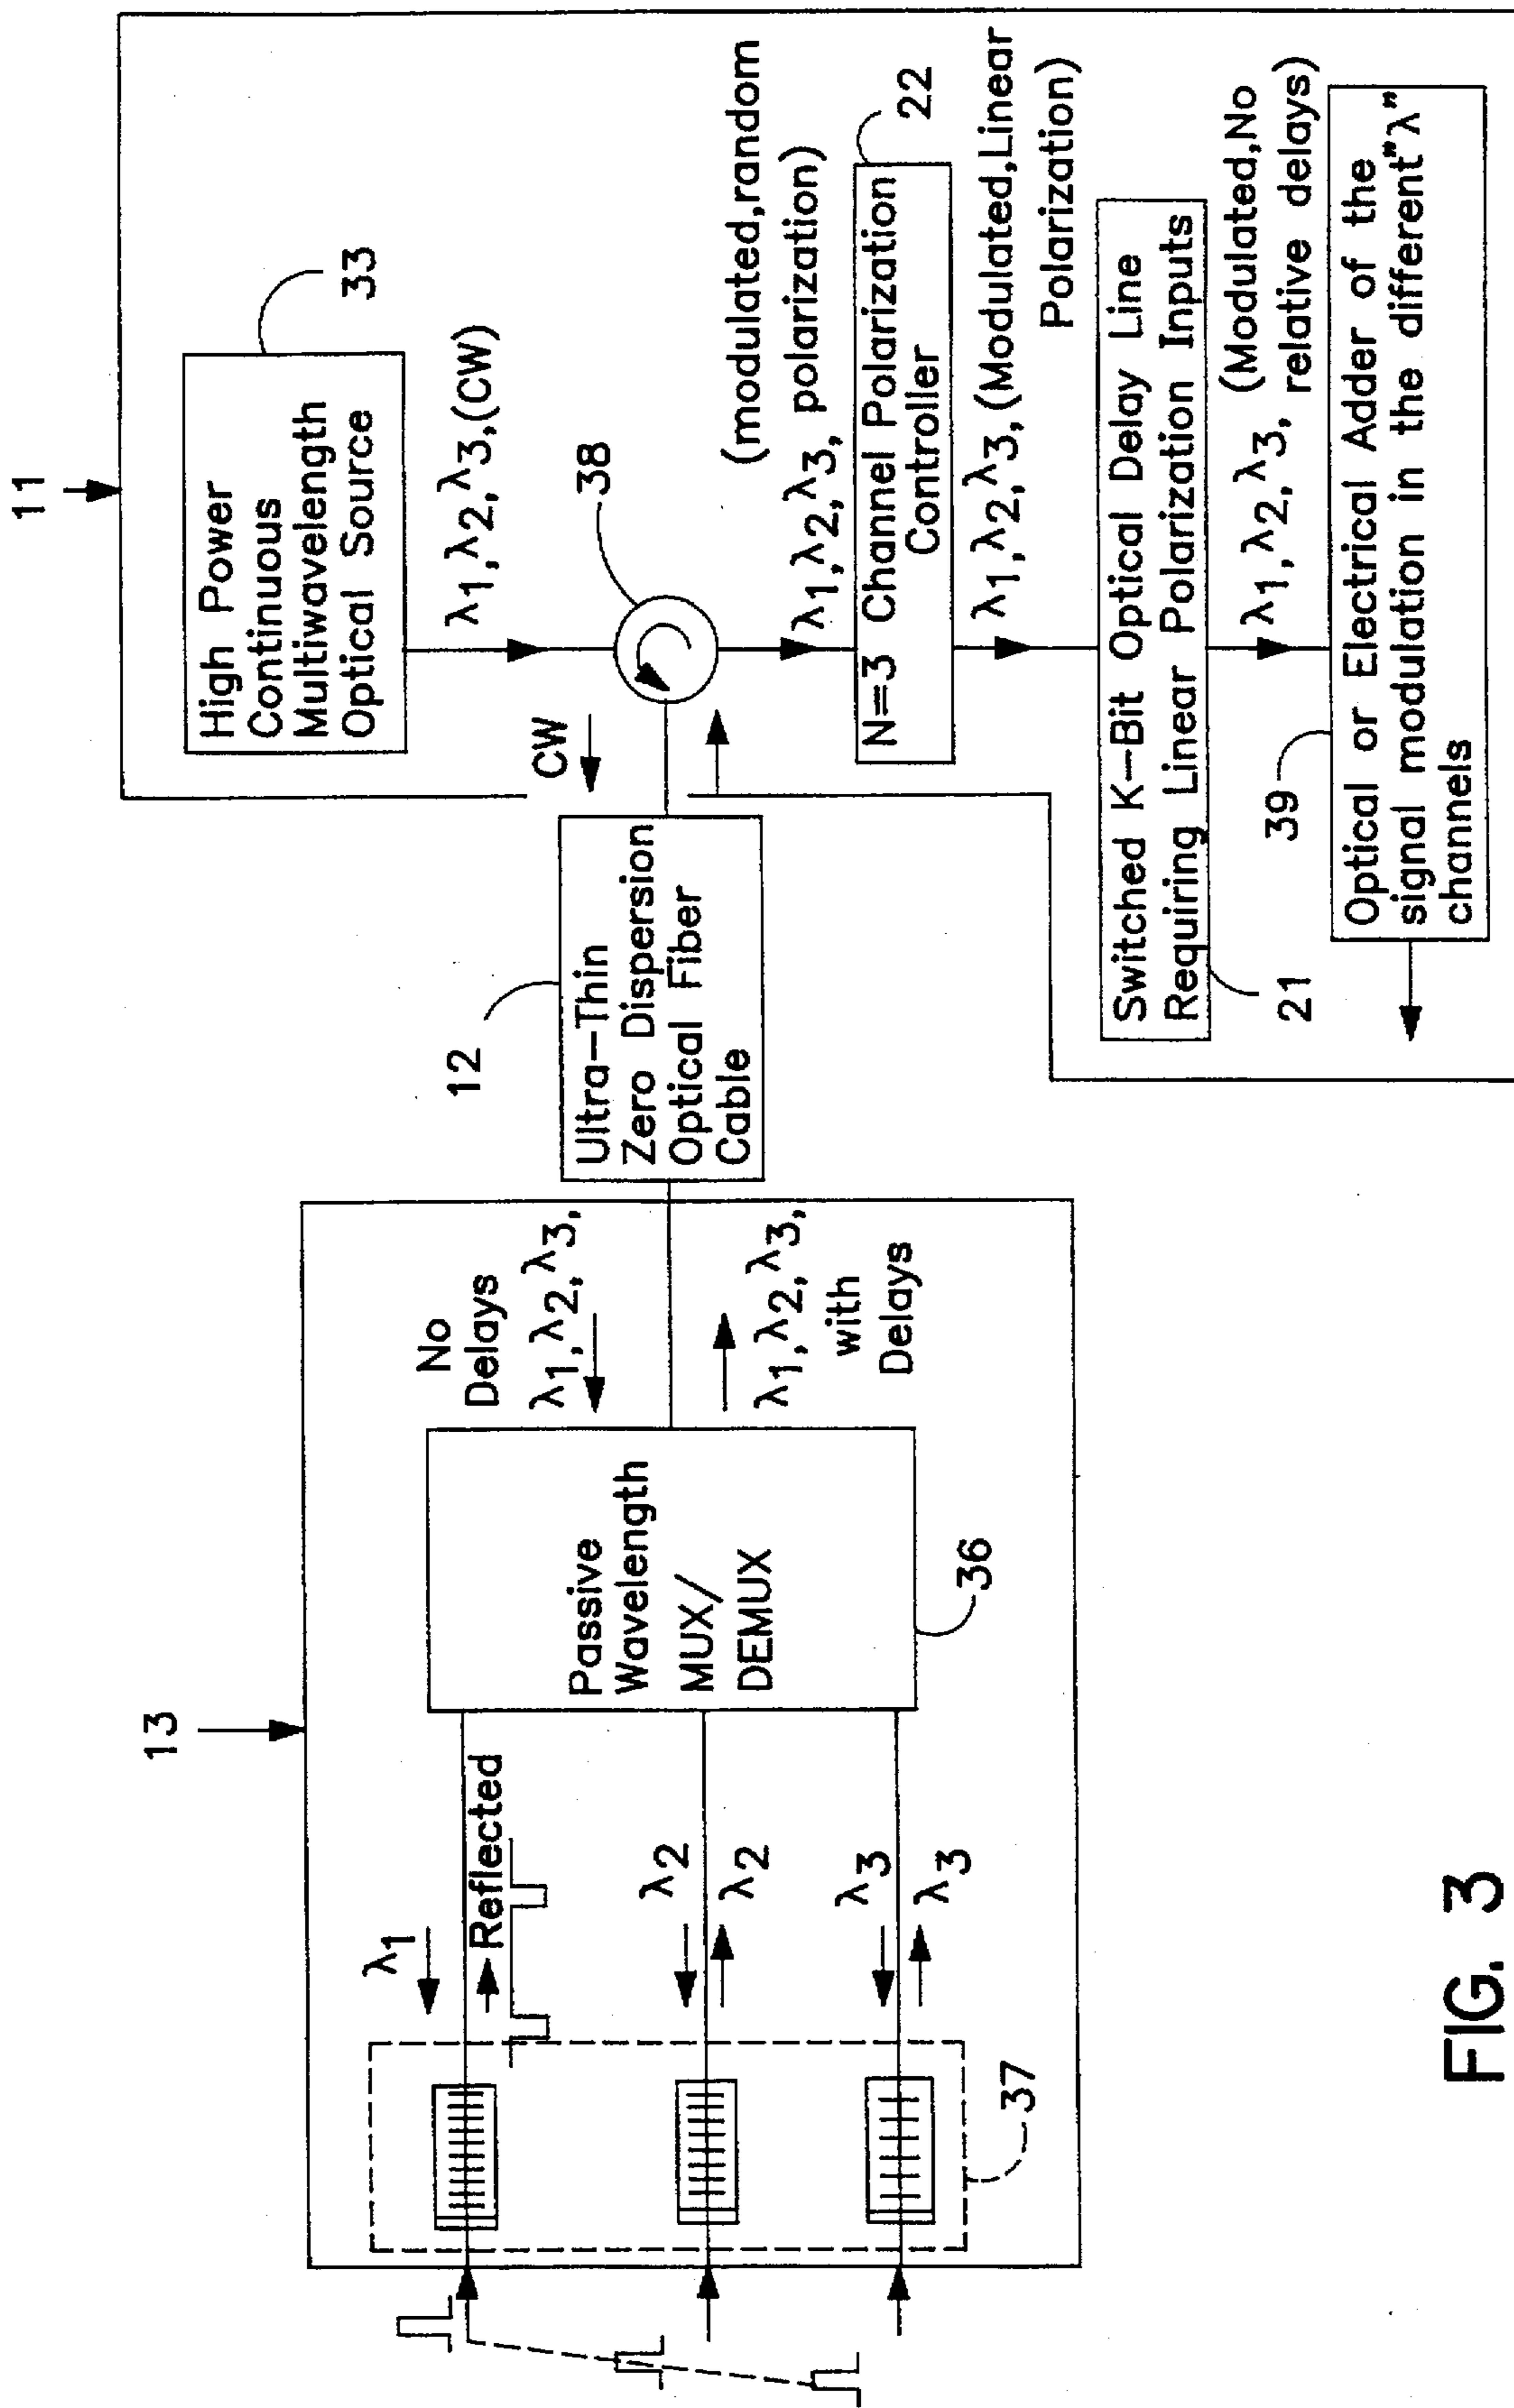 11
High Power
Continuous
Multiwavelength
Optical Source
33
λ1, λ2, λ3,(CW)
38
CW
(modulated,random
λ1, λ2, λ3, polarization)
N=3 Channel Polarization
Controller
22
λ1, λ2, λ3, (Modulated,Linear
Polarization)
Switched K-Bit Optical Delay Line
Requiring Linear Polarization Inputs
21
(Modulated,No
λ1, λ2, λ3, relative delays)
39
Optical or Electrical Adder of the
signal modulation in the different "λ"
channels
12
Ultra-Thin
Zero Dispersion
Optical Fiber
Cable
13
No
Delays
λ1, λ2, λ3,
λ1, λ2, λ3,
with
Delays
Passive
Wavelength
MUX/
DEMUX
36
λ1
Reflected
λ2
λ2
λ3
λ3
37
FIG. 3